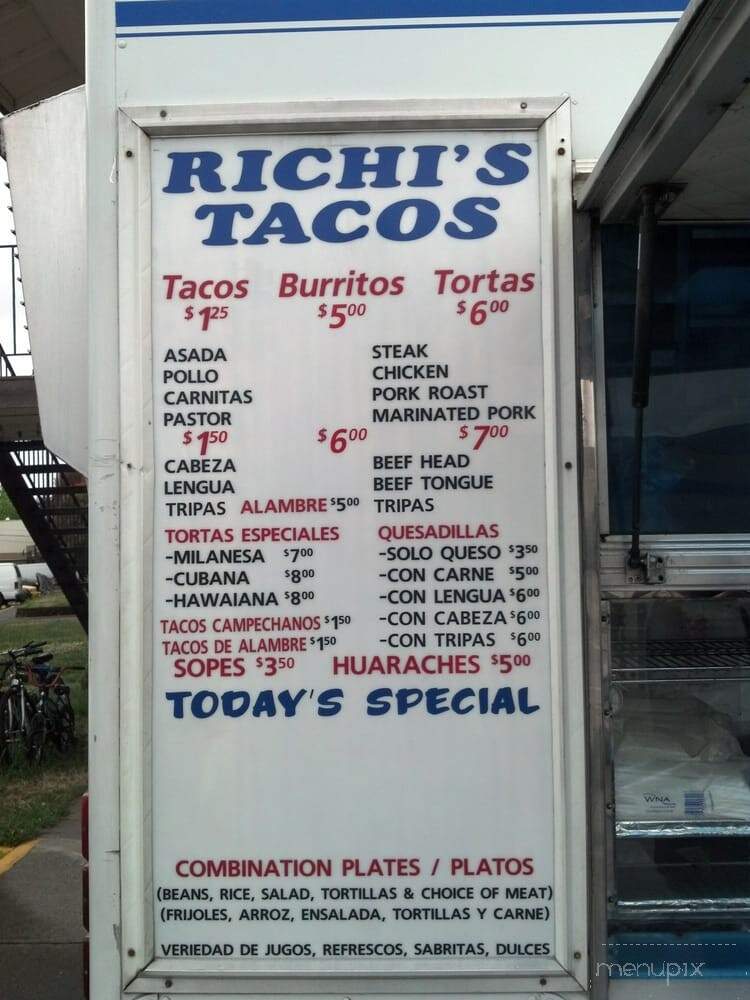 RICHI'S
TACOS
Tacos Burritos Tortas
$1.25 $5.00 $6.00
ASADA STEAK
POLLO CHICKEN
CARNITAS PORK ROAST
PASTOR MARINATED PORK
$1.50 $6.00 $7.00
CABEZA BEEF HEAD
LENGUA BEEF TONGUE
TRIPAS ALAMBRE $5.00 TRIPAS
TORTAS ESPECIALES QUESADILLAS
-MILANESA $7.00 -SOLO QUESO $3.50
-CUBANA $8.00 -CON CARNE $5.00
-HAWAIANA $8.00 -CON LENGUA $6.00
TACOS CAMPECHANOS $1.50 -CON CABEZA $6.00
TACOS DE ALAMBRE $1.50 -CON TRIPAS $6.00
SOPES $3.50 HUARACHES $5.00
TODAY'S SPECIAL
COMBINATION PLATES / PLATOS
(BEANS, RICE, SALAD, TORTILLAS & CHOICE OF MEAT)
(FRIJOLES, ARROZ, ENSALADA, TORTILLAS Y CARNE)
VERIEDAD DE JUGOS, REFRESCOS, SABRITAS, DULCES
WNA
menupix